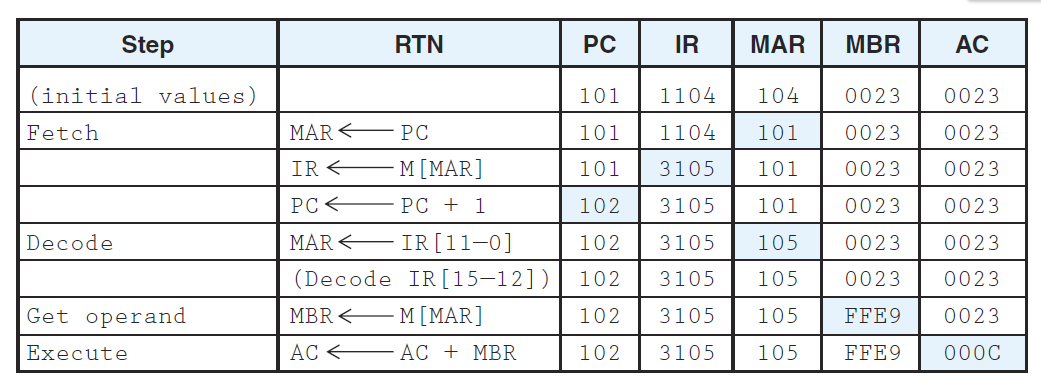 Step RTN PC IR MAR MBR AC
(initial values) 101 1104 104 0023 0023
Fetch MAR ← PC 101 1104 101 0023 0023
IR ← M[MAR] 101 3105 101 0023 0023
PC ← PC + 1 102 3105 101 0023 0023
Decode MAR ← IR[11–0] 102 3105 105 0023 0023
(Decode IR[15–12]) 102 3105 105 0023 0023
Get operand MBR ← M[MAR] 102 3105 105 FFE9 0023
Execute AC ← AC + MBR 102 3105 105 FFE9 000C